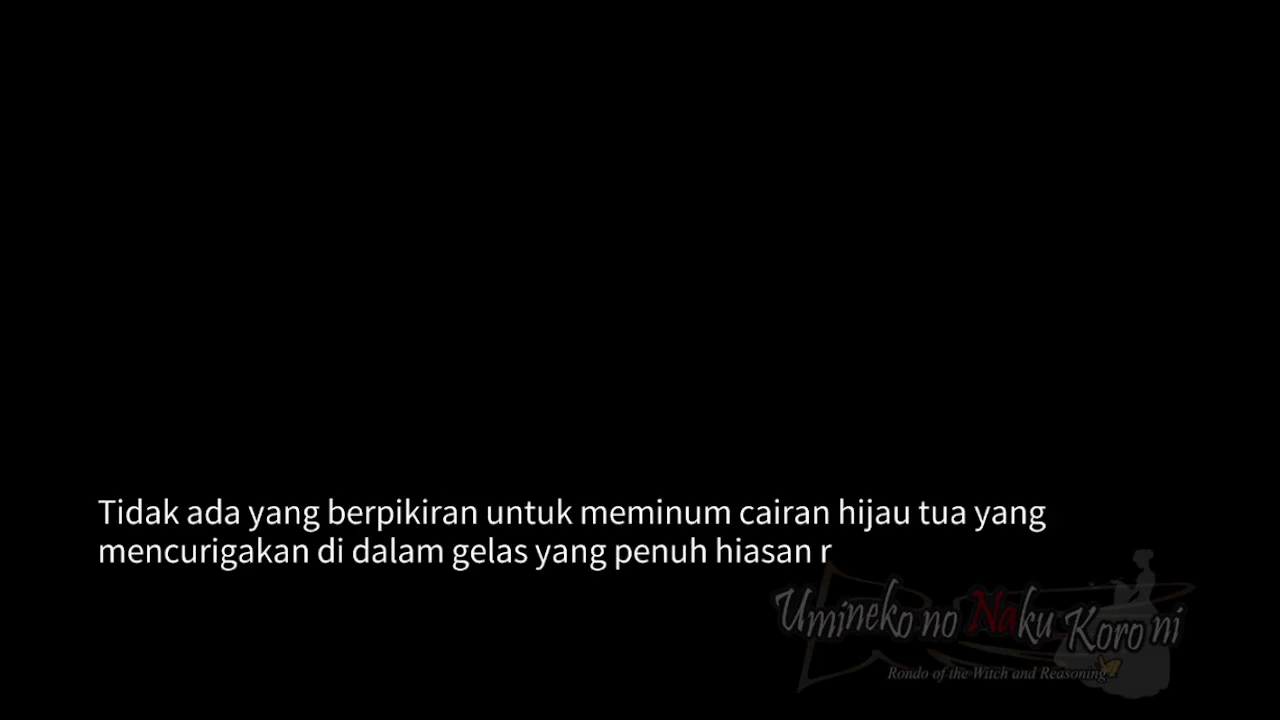 Tidak ada yang berpikiran untuk meminum cairan hijau tua yang
mencurigakan di dalam gelas yang penuh hiasan r
Umineko no Naku Koro ni
Rondo of the Witch and Reasoning